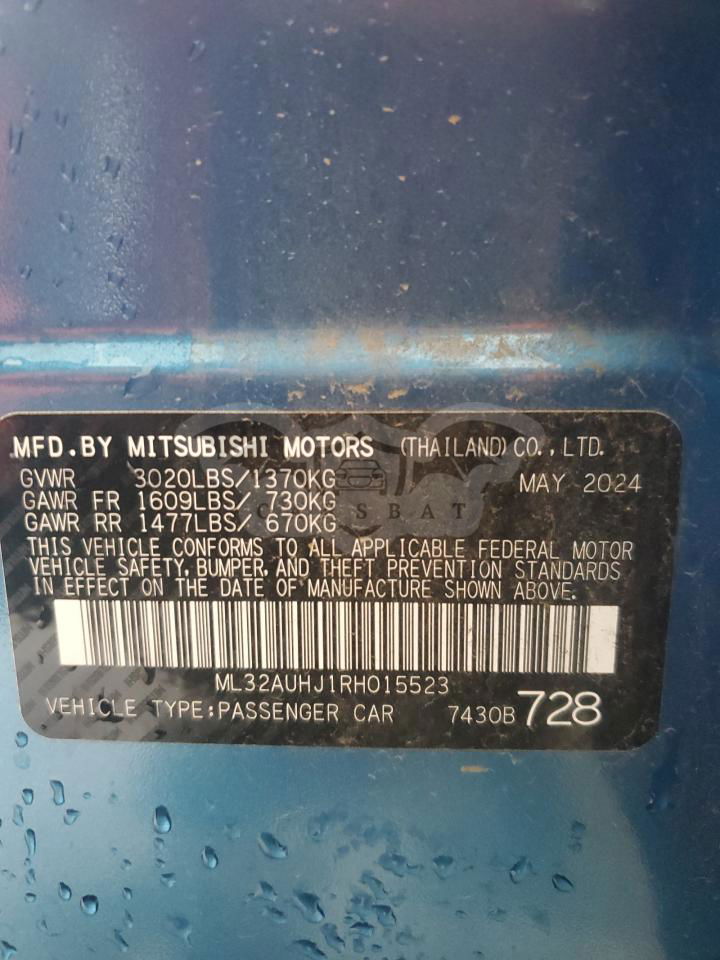 MFD.BY MITSUBISHI MOTORS (THAILAND) CO., LTD.
GVWR 3020LBS/1370KG MAY 2024
GAWR FR 1609LBS/ 730KG
GAWR RR 1477LBS/ 670KG
THIS VEHICLE CONFORMS TO ALL APPLICABLE FEDERAL MOTOR
VEHICLE SAFETY, BUMPER, AND THEFT PREVENTION STANDARDS
IN EFFECT ON THE DATE OF MANUFACTURE SHOWN ABOVE.
ML32AUHJ1RH015523
VEHICLE TYPE:PASSENGER CAR 7430B 728